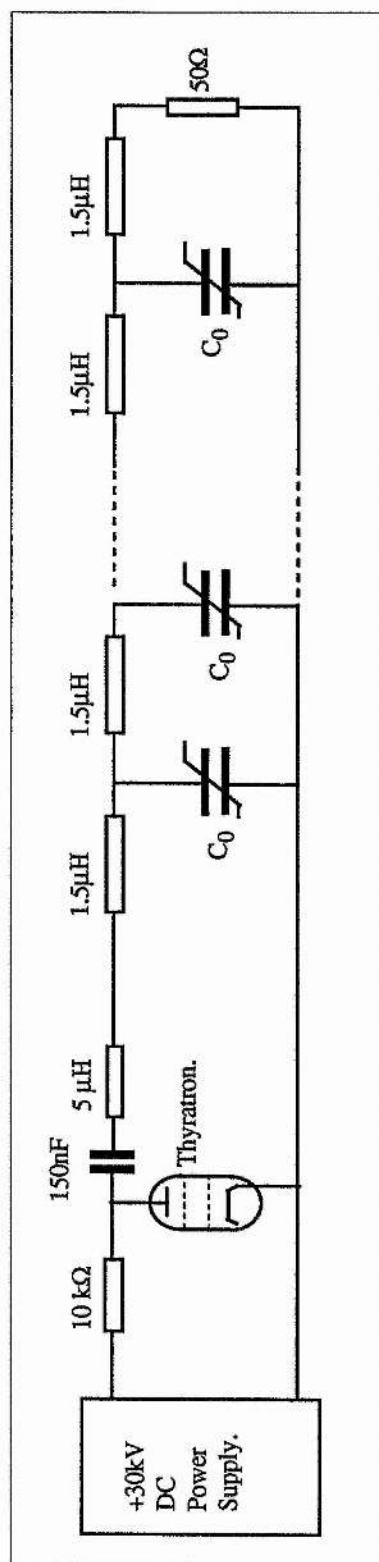 +30kV
DC
Power
Supply.
10 kΩ
150nF
Thyratron.
5 μH
1.5μH
C₀
1.5μH
C₀
1.5μH
C₀
1.5μH
50Ω